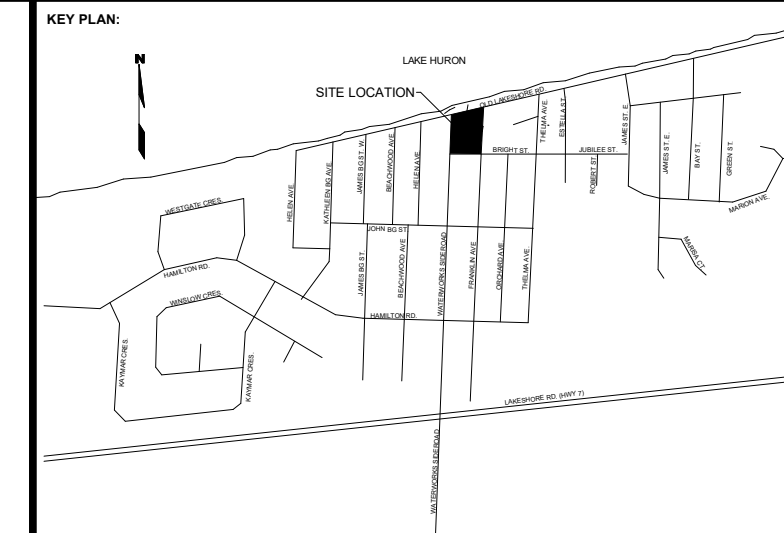 KEY PLAN:
N
LAKE HURON
SITE LOCATION
OLD LAKESHORE RD.
THELMA AVE.
ESTELLA ST.
JAMES ST. E.
BRIGHT ST.
JUBILEE ST.
ROBERT ST.
JAMES ST. E.
BAY ST.
GREEN ST.
MARION AVE.
MARISA CT.
HELEN AVE.
KATHLEEN BG AVE.
JAMES BG ST. W.
BEACHWOOD AVE.
HELEN AVE.
WESTGATE CRES.
JOHN BG ST.
HAMILTON RD.
JAMES BG ST.
BEACHWOOD AVE.
WATERWORKS SIDEROAD
FRANKLIN AVE.
ORCHARD AVE.
THELMA AVE.
WINSLOW CRES.
HAMILTON RD.
KAYMAR CRES.
KAYMAR CRES.
LAKESHORE RD. (HWY 7)
WATERWORKS SIDEROAD